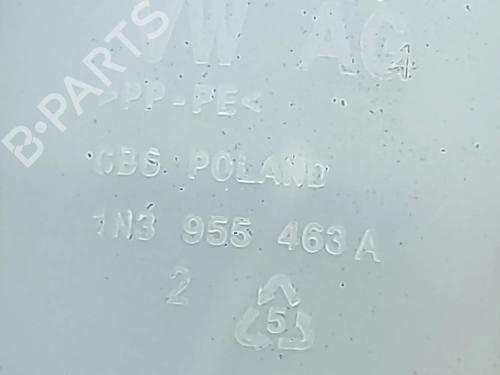 B-PARTS
VW AG
>PP-PE<
CBS POLAND
1N3 955 463 A
2
5